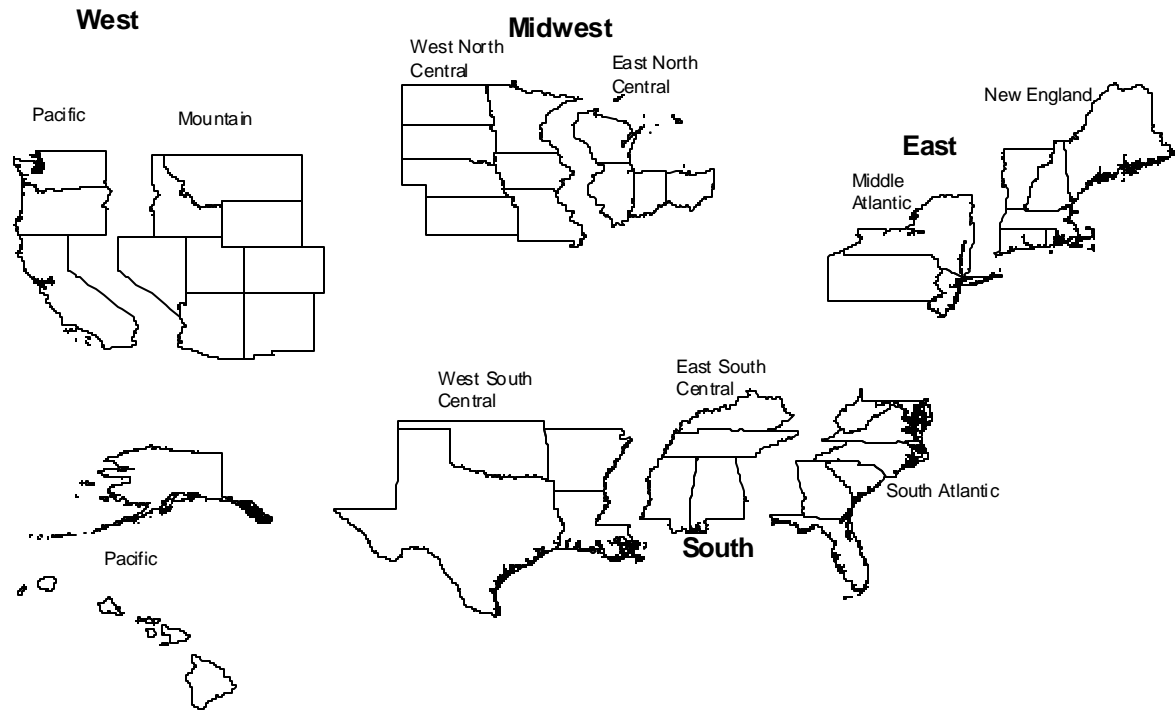 West
Midwest
West North
Central
East North
Central
Pacific
Mountain
New England
East
Middle
Atlantic
West South
Central
East South
Central
South Atlantic
South
Pacific